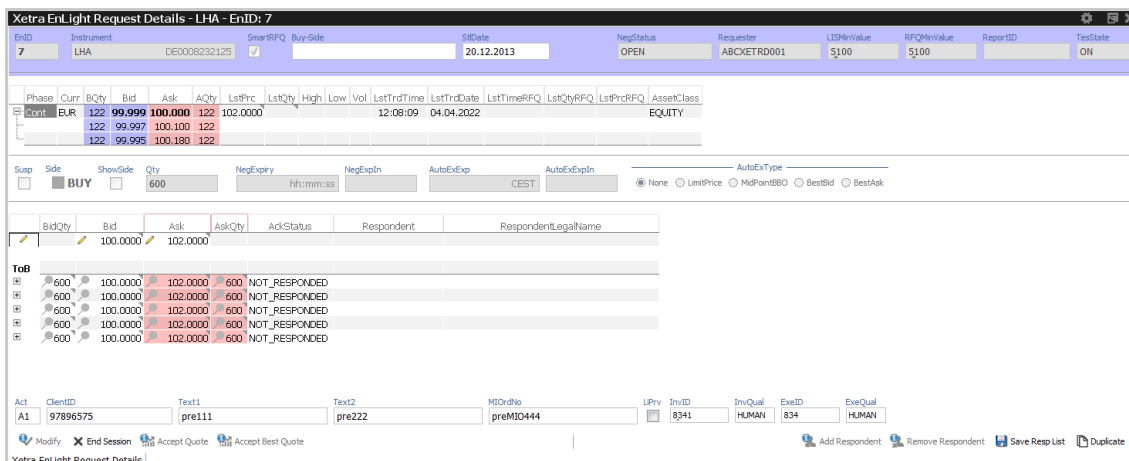 Xetra EnLight Request Details - LHA - EnID: 7
EnID Instrument SmartRFQ Buy-Side StlDate NegStatus Requester LISMinValue RFQMinValue ReportID TesState
7 LHA DE0008232125 20.12.2013 OPEN ABCXETRD001 5100 5100 ON
Phase Curr BQty Bid Ask AQty LstPrc LstQty High Low Vol LstTrdTime LstTrdDate LstTimeRFQ LstQtyRFQ LstPrcRFQ AssetClass
Cont EUR 122 99.999 100.000 122 102.0000 12:08:09 04.04.2022 EQUITY
122 99.997 100.100 122
122 99.995 100.180 122
AutoExType
Susp Side ShowSide Qty NegExpiry NegExpIn AutoExExp AutoExExpIn
BUY 600 hh:mm:ss CEST None LimitPrice MidPointBBO BestBid BestAsk
BidQty Bid Ask AskQty AckStatus Respondent RespondentLegalName
100.0000 102.0000
ToB
600 100.0000 102.0000 600 NOT_RESPONDED
600 100.0000 102.0000 600 NOT_RESPONDED
600 100.0000 102.0000 600 NOT_RESPONDED
600 100.0000 102.0000 600 NOT_RESPONDED
600 100.0000 102.0000 600 NOT_RESPONDED
Act ClientID Text1 Text2 MIOrdNo LiPrv InvID InvQual ExeID ExeQual
A1 97896575 pre111 pre222 preMIO444 8341 HUMAN 834 HUMAN
Modify End Session Accept Quote Accept Best Quote Add Respondent Remove Respondent Save Resp List Duplicate
Xetra EnLight Request Details